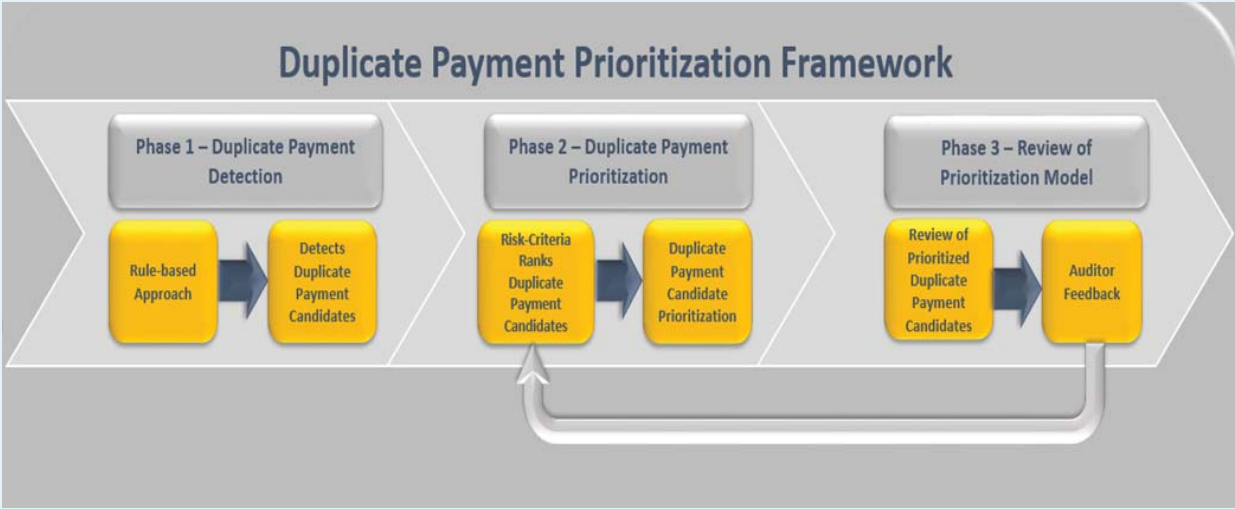 Duplicate Payment Prioritization Framework
Phase 1 – Duplicate Payment
Detection
Rule-based
Approach
Detects
Duplicate
Payment
Candidates
Phase 2 – Duplicate Payment
Prioritization
Risk-Criteria
Ranks
Duplicate
Payment
Candidates
Duplicate
Payment
Candidate
Prioritization
Phase 3 – Review of
Prioritization Model
Review of
Prioritized
Duplicate
Payment
Candidates
Auditor
Feedback